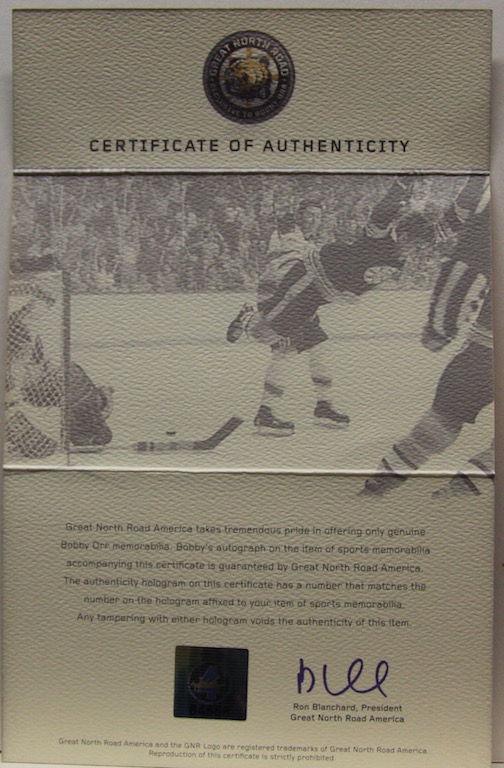 GREAT NORTH ROAD
CERTIFICATE OF AUTHENTICITY
Great North Road America takes tremendous pride in offering only genuine
Bobby Orr memorabilia. Bobby's autograph on the item of sports memorabilia
accompanying this certificate is guaranteed by Great North Road America.
The authenticity hologram on this certificate has a number that matches the
number on the hologram affixed to your item of sports memorabilia.
Any tampering with either hologram voids the authenticity of this item.
Ron Blanchard, President
Great North Road America
Great North Road America and the GNR Logo are registered trademarks of Great North Road America.
Reproduction of this certificate is strictly prohibited.